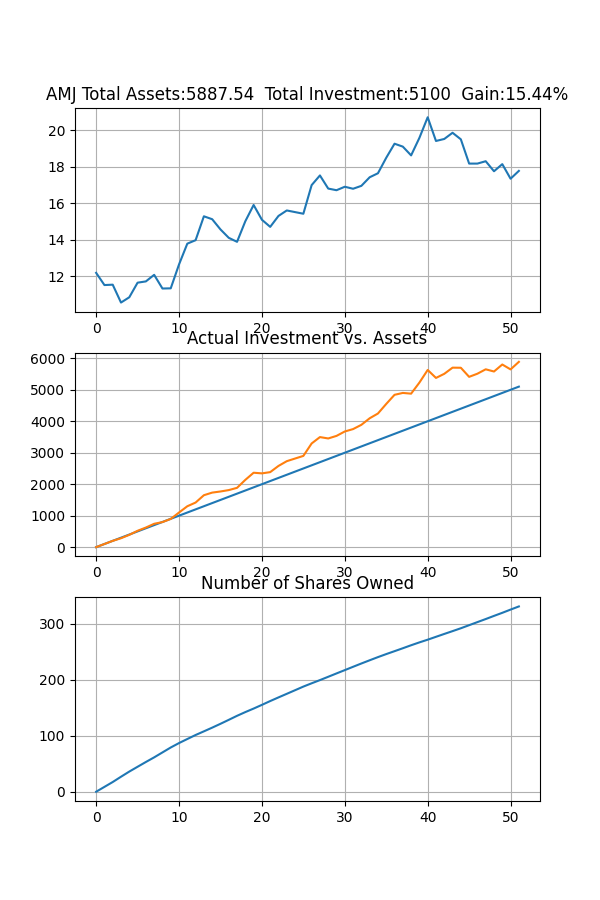 AMJ Total Assets:5887.54  Total Investment:5100  Gain:15.44%
20
18
16
14
12
0 10 20 30 40 50
Actual Investment vs. Assets
6000
5000
4000
3000
2000
1000
0
0 10 20 30 40 50
Number of Shares Owned
300
200
100
0
0 10 20 30 40 50